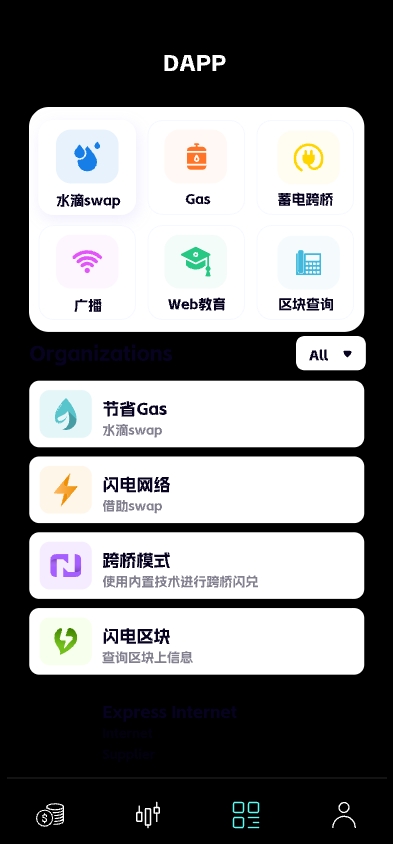 DAPP
水滴swap
Gas
蓄电跨桥
广播
Web教育
区块查询
Organizations
All
节省Gas
水滴swap
闪电网络
借助swap
跨桥模式
使用内置技术进行跨桥闪兑
闪电区块
查询区块上信息
Express Internet